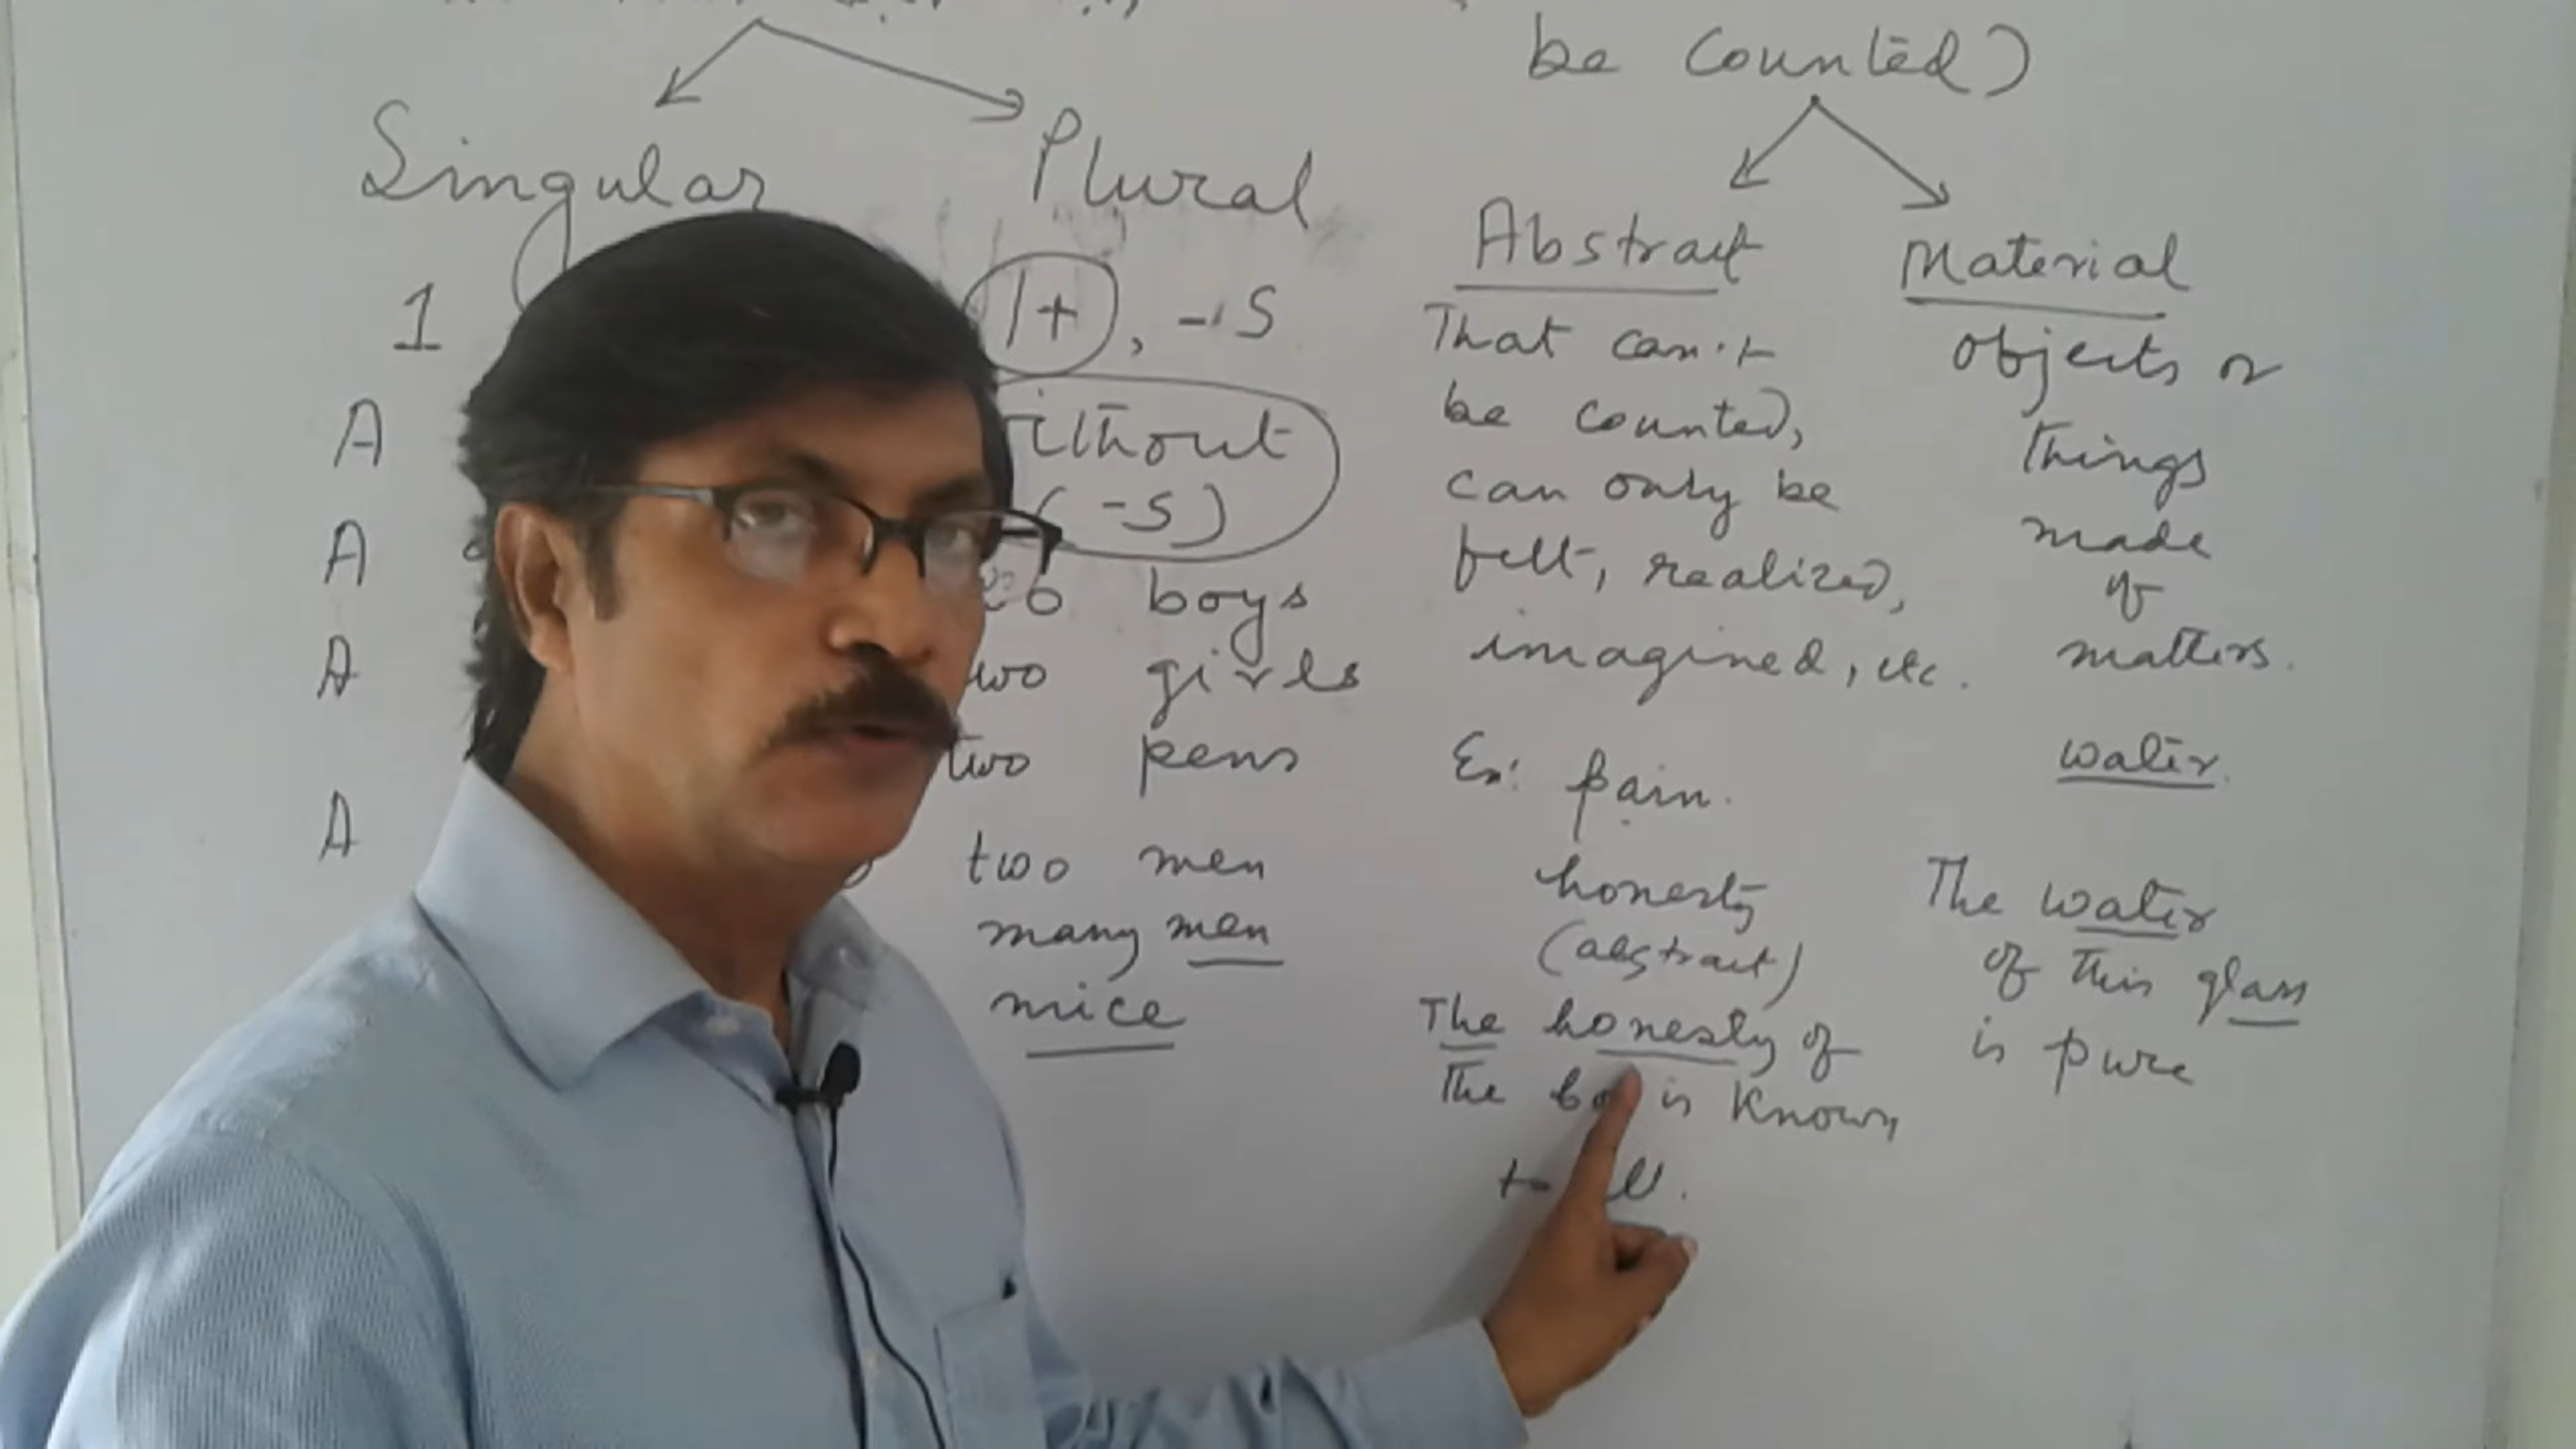 be counted)
Singular Plural
1 1+, -s
A
(-s)
A boys
A two girls
two pens
A two men
many men
mice
Abstract
That can't
be counted,
can only be
felt, realized,
imagined, etc.
Ex: pain.
honesty
(abstract)
The honesty of
The is known
to all.
Material
objects or
things
made
of
matters.
water.
The water
of this glass
is pure